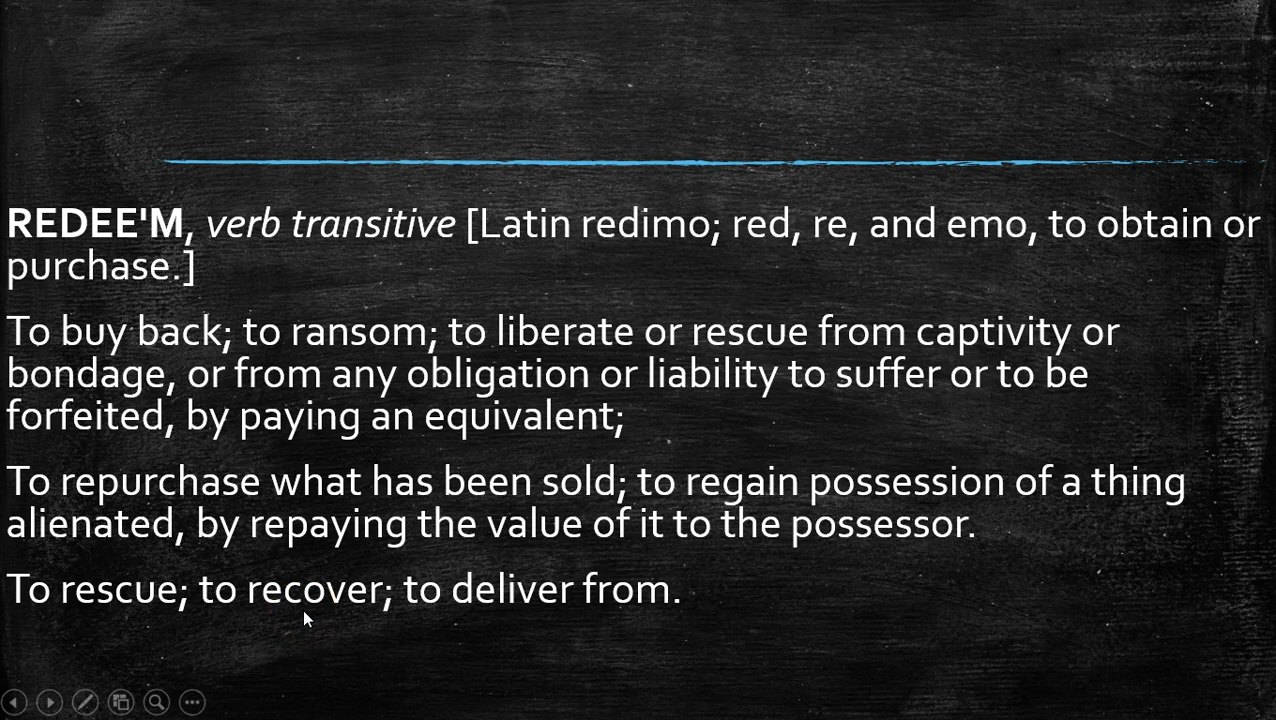 REDEE'M, verb transitive [Latin redimo; red, re, and emo, to obtain or
purchase.]
To buy back; to ransom; to liberate or rescue from captivity or
bondage, or from any obligation or liability to suffer or to be
forfeited, by paying an equivalent;
To repurchase what has been sold; to regain possession of a thing
alienated, by repaying the value of it to the possessor.
To rescue; to recover; to deliver from.